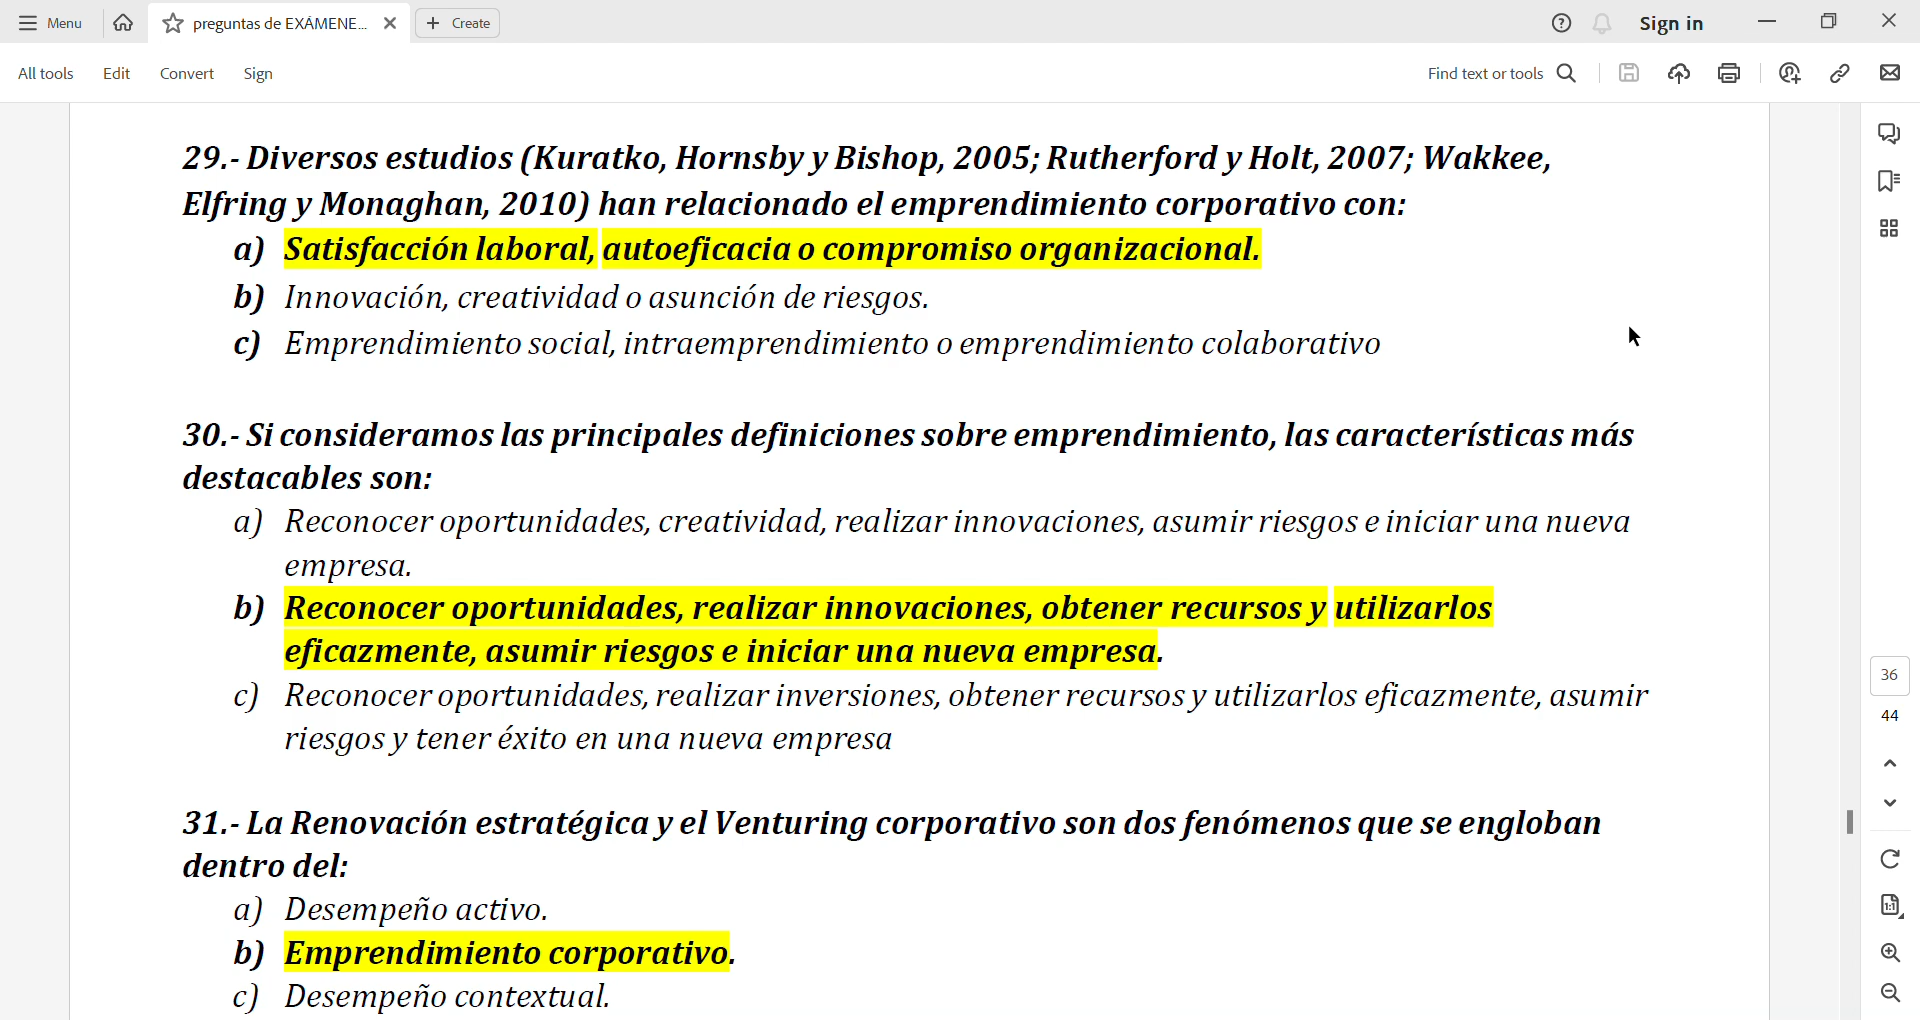 Menu
preguntas de EXÁMENE...
Create
Sign in
All tools
Edit
Convert
Sign
Find text or tools
29.- Diversos estudios (Kuratko, Hornsby y Bishop, 2005; Rutherford y Holt, 2007; Wakkee,
Elfring y Monaghan, 2010) han relacionado el emprendimiento corporativo con:
a) Satisfacción laboral, autoeficacia o compromiso organizacional.
b) Innovación, creatividad o asunción de riesgos.
c) Emprendimiento social, intraemprendimiento o emprendimiento colaborativo
30.- Si consideramos las principales definiciones sobre emprendimiento, las características más
destacables son:
a) Reconocer oportunidades, creatividad, realizar innovaciones, asumir riesgos e iniciar una nueva
empresa.
b) Reconocer oportunidades, realizar innovaciones, obtener recursos y utilizarlos
eficazmente, asumir riesgos e iniciar una nueva empresa.
c) Reconocer oportunidades, realizar inversiones, obtener recursos y utilizarlos eficazmente, asumir
riesgos y tener éxito en una nueva empresa
31.- La Renovación estratégica y el Venturing corporativo son dos fenómenos que se engloban
dentro del:
a) Desempeño activo.
b) Emprendimiento corporativo.
c) Desempeño contextual.
36
44
1:1